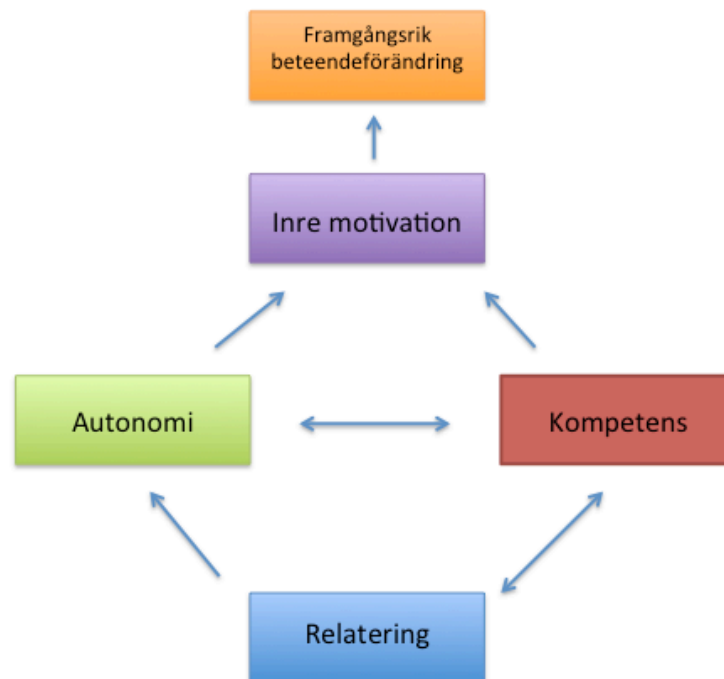 Framgångsrik
beteendeförändring
Inre motivation
Autonomi
Kompetens
Relatering